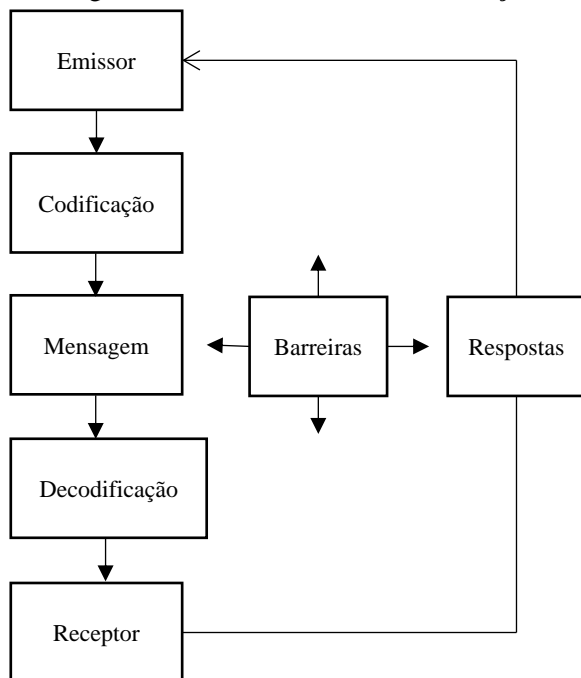 Emissor
Codificação
Mensagem
Barreiras
Respostas
Decodificação
Receptor